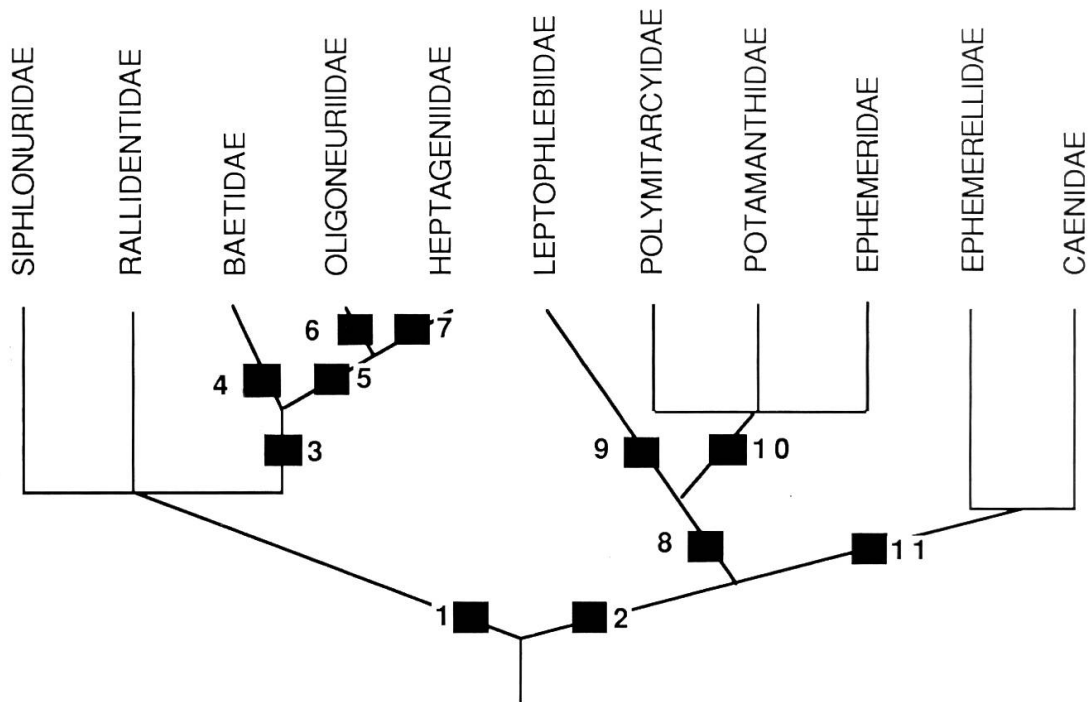 SIPHLONURIDAE
RALLIDENTIDAE
BAETIDAE
OLIGONEURIIDAE
HEPTAGENIIDAE
LEPTOPHLEBIIDAE
POLYMITARCYIDAE
POTAMANTHIDAE
EPHEMERIDAE
EPHEMERELLIDAE
CAENIDAE
6
7
4
5
3
9
10
8
11
1
2